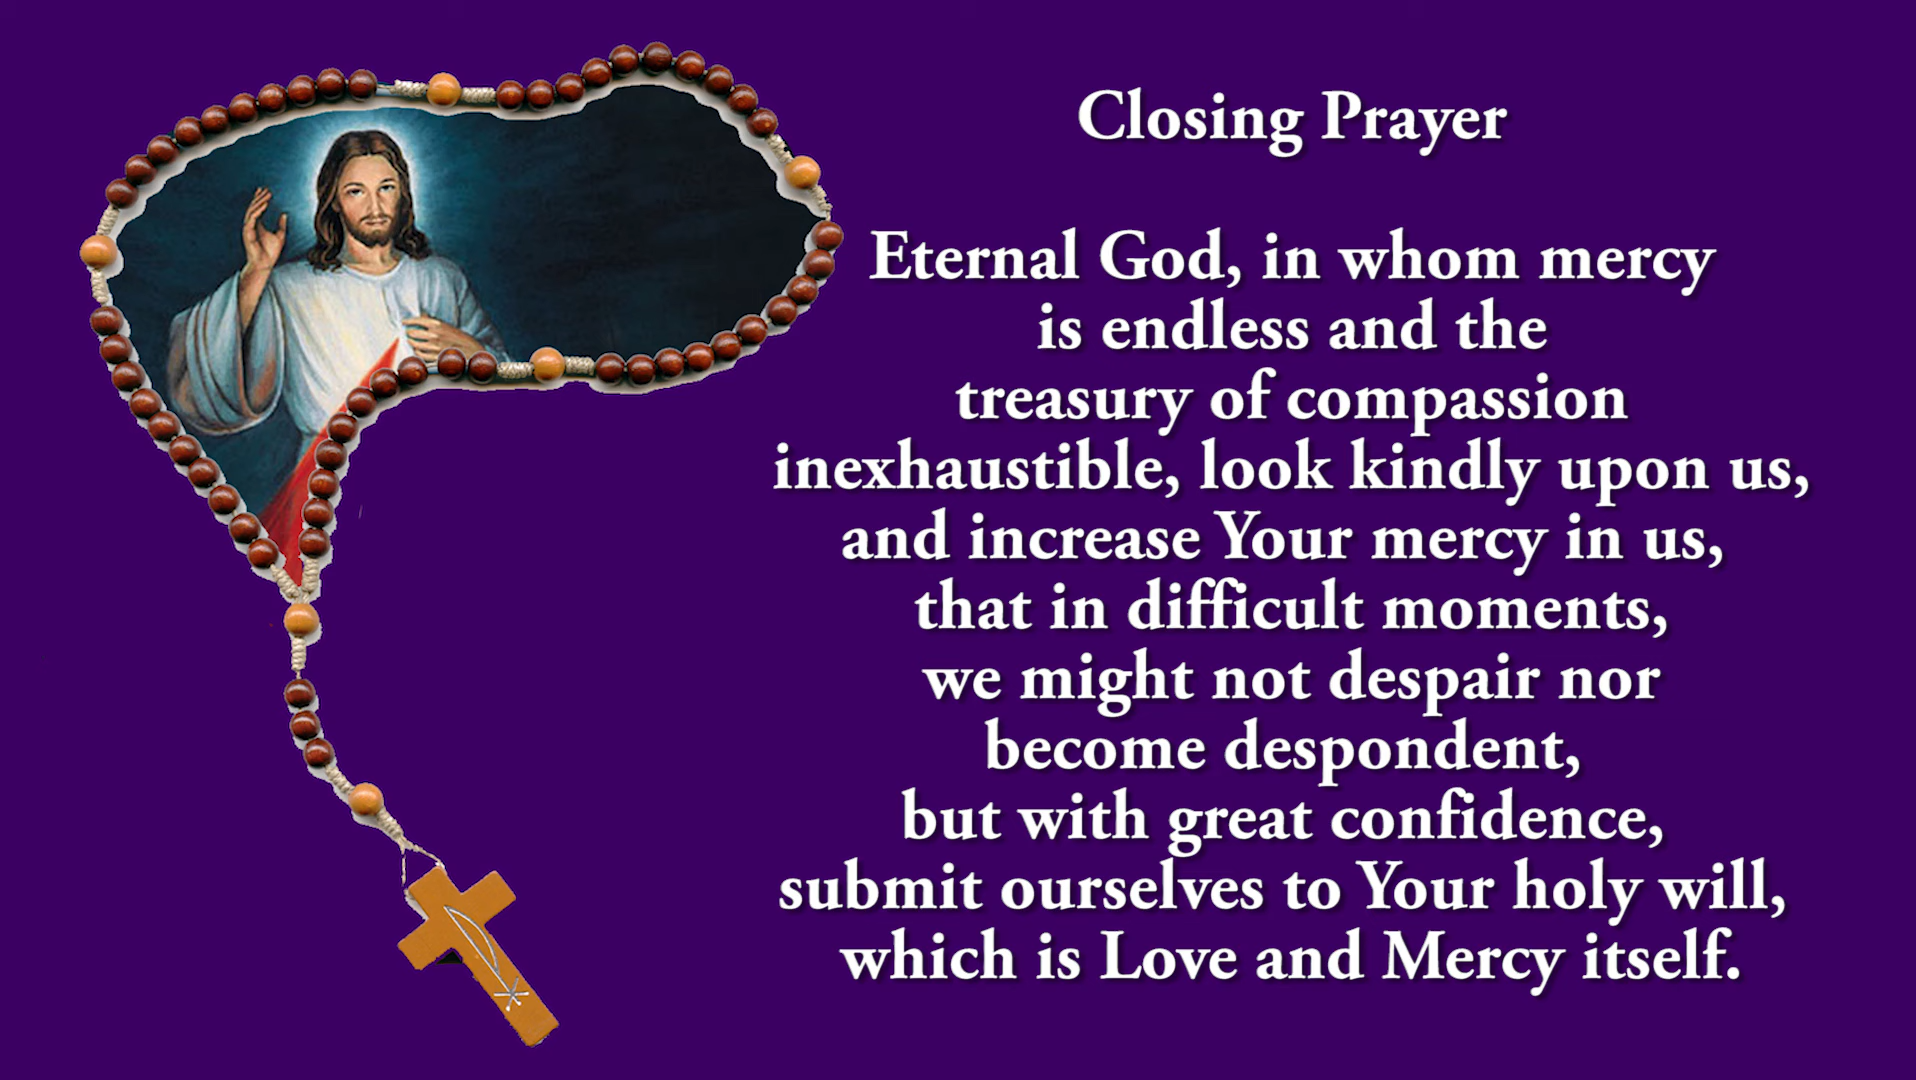 Closing Prayer
Eternal God, in whom mercy
is endless and the
treasury of compassion
inexhaustible, look kindly upon us,
and increase Your mercy in us,
that in difficult moments,
we might not despair nor
become despondent,
but with great confidence,
submit ourselves to Your holy will,
which is Love and Mercy itself.